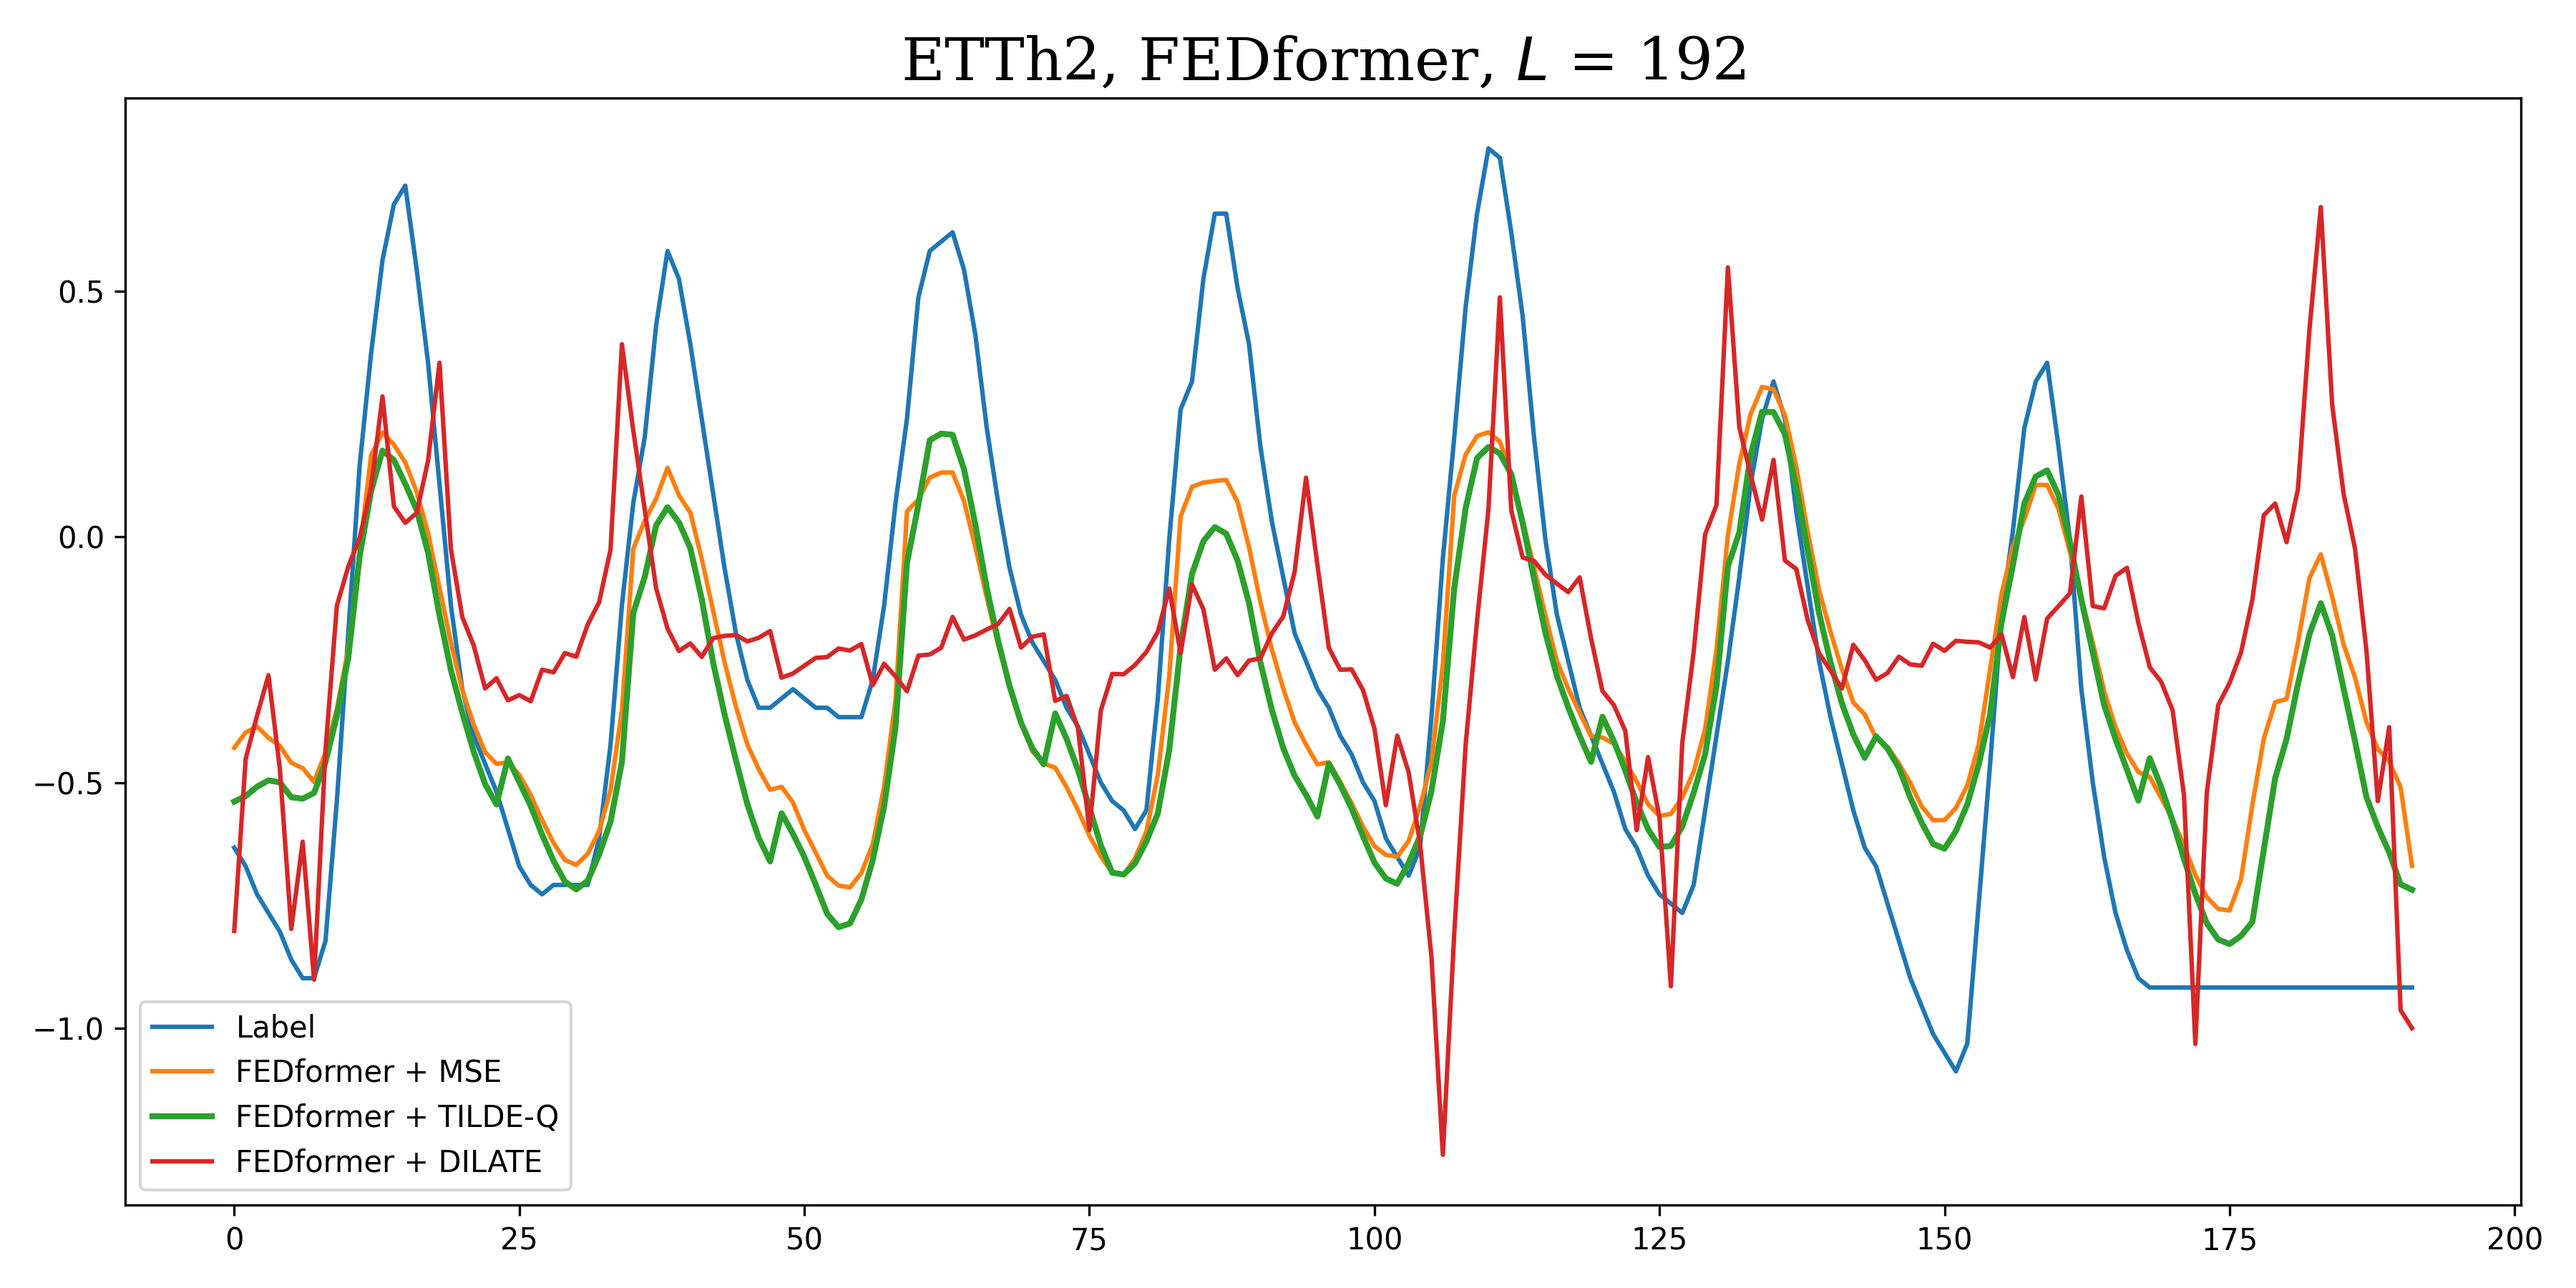 ETTh2, FEDformer, L = 192
0.5
0.0
−0.5
−1.0
Label
FEDformer + MSE
FEDformer + TILDE-Q
FEDformer + DILATE
0 25 50 75 100 125 150 175 200